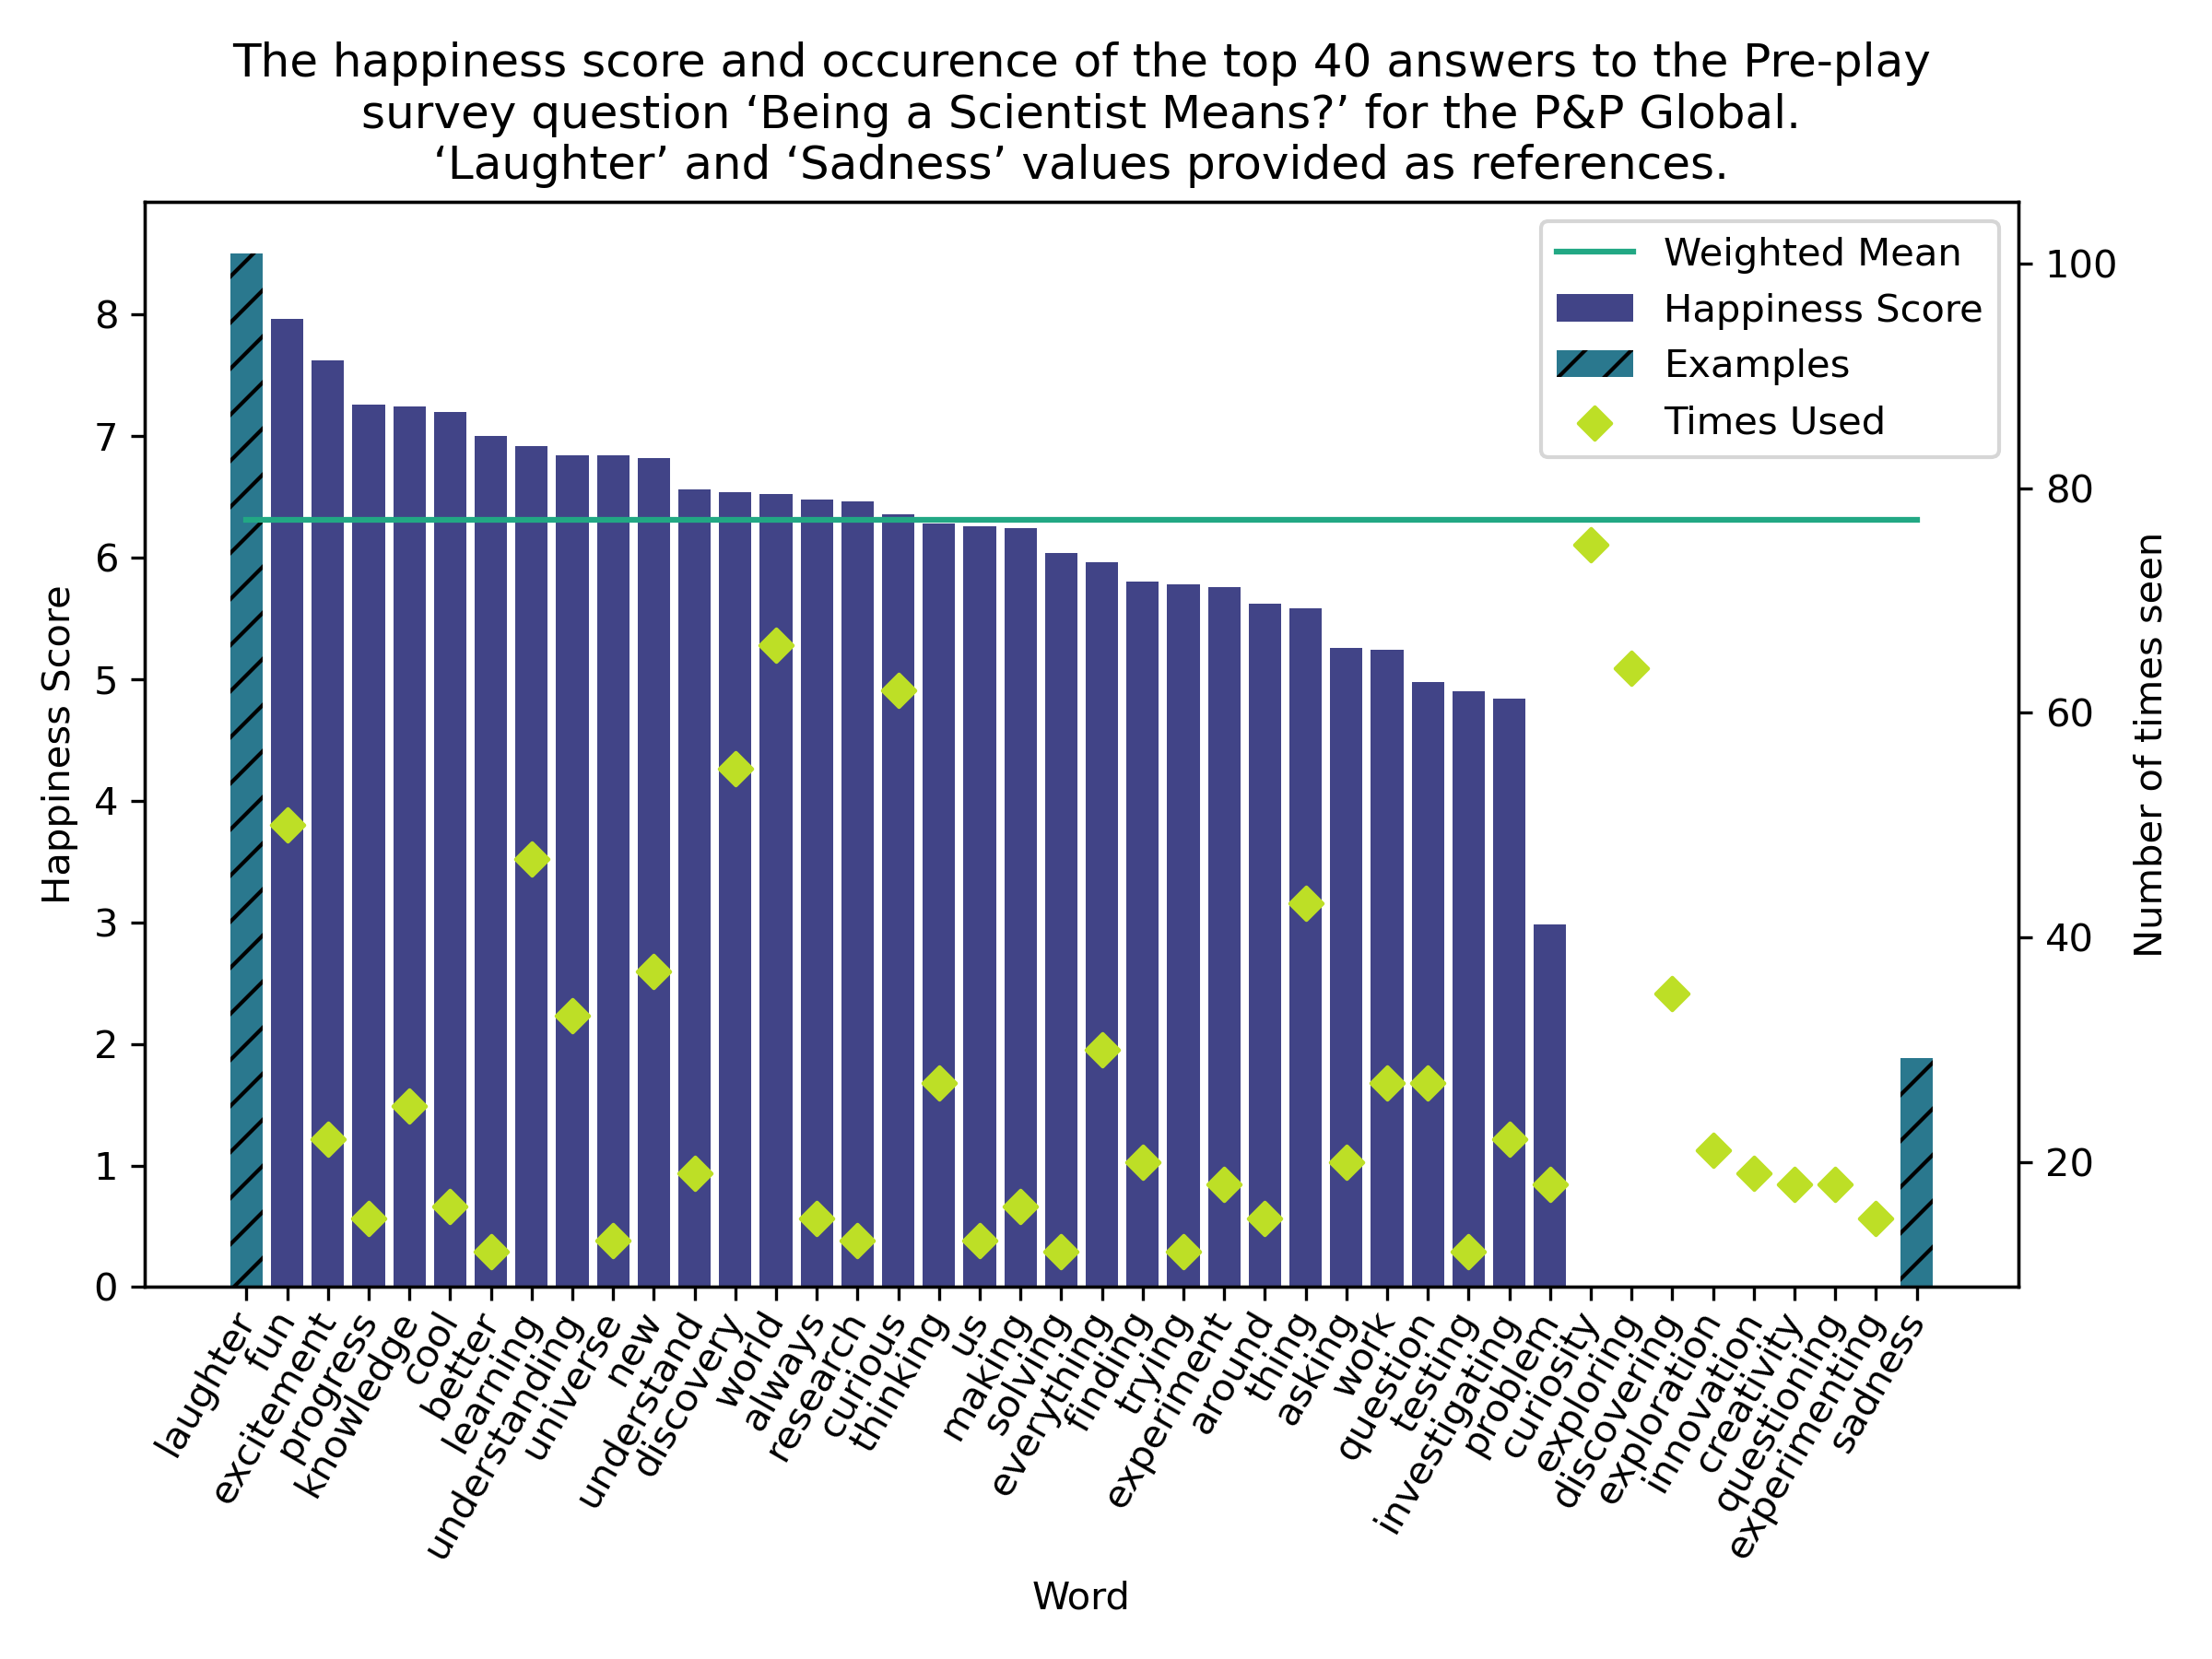 The happiness score and occurence of the top 40 answers to the Pre-play
survey question ‘Being a Scientist Means?’ for the P&P Global.
‘Laughter’ and ‘Sadness’ values provided as references.
Weighted Mean
Happiness Score
Examples
Times Used
Happiness Score
8
7
6
5
4
3
2
1
0
100
80
60
40
20
Number of times seen
laughter
fun
excitement
progress
knowledge
cool
better
learning
understanding
universe
new
understand
discovery
world
always
research
curious
thinking
us
making
solving
everything
finding
trying
experiment
around
thing
asking
work
question
testing
investigating
problem
curiosity
exploring
discovering
exploration
innovation
creativity
questioning
experimenting
sadness
Word